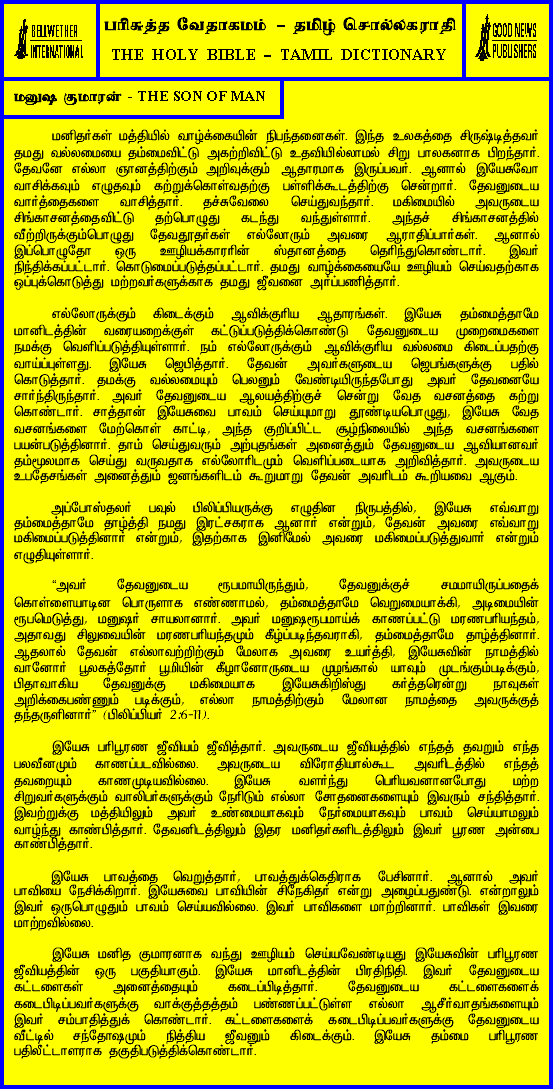 BELLWETHER
INTERNATIONAL
பரிசுத்த வேதாகமம் – தமிழ் சொல்லகராதி
THE HOLY BIBLE – TAMIL DICTIONARY
GOOD NEWS
PUBLISHERS
மனுஷ குமாரன் - THE SON OF MAN
மனிதர்கள் மத்தியில் வாழ்க்கையின் நிபந்தனைகள். இந்த உலகத்தை சிருஷ்டித்தவர்
தமது வல்லமையை தம்மைவிட்டு அகற்றிவிட்டு உதவியில்லாமல் சிறு பாலகனாக பிறந்தார்.
தேவனே எல்லா ஞானத்திற்கும் அறிவுக்கும் ஆதாரமாக இருப்பவர். ஆனால் இயேசுவோ
வாசிக்கவும் எழுதவும் கற்றுக்கொள்வதற்கு பள்ளிக்கூடத்திற்கு சென்றார். தேவனுடைய
வார்த்தைகளை வாசித்தார். தச்சுவேலை செய்துவந்தார். மகிமையில் அவருடைய
சிங்காசனத்தைவிட்டு தற்பொழுது கடந்து வந்துள்ளார். அந்தச் சிங்காசனத்தில்
வீற்றிருக்கும்பொழுது தேவதூதர்கள் எல்லோரும் அவரை ஆராதிப்பார்கள். ஆனால்
இப்பொழுதோ ஒரு ஊழியக்காரரின் ஸ்தானத்தை தெரிந்துகொண்டார். இவர்
நிந்திக்கப்பட்டார். கொடுமைப்படுத்தப்பட்டார். தமது வாழ்க்கையையே ஊழியம் செய்வதற்காக
ஒப்புக்கொடுத்து மற்றவர்களுக்காக தமது ஜீவனை அர்ப்பணித்தார்.
எல்லோருக்கும் கிடைக்கும் ஆவிக்குரிய ஆதாரங்கள். இயேசு தம்மைத்தாமே
மானிடத்தின் வரையறைக்குள் கட்டுப்படுத்திக்கொண்டு தேவனுடைய முறைமைகளை
நமக்கு வெளிப்படுத்தியுள்ளார். நம் எல்லோருக்கும் ஆவிக்குரிய வல்லமை கிடைப்பதற்கு
வாய்ப்புள்ளது. இயேசு ஜெபித்தார். தேவன் அவர்களுடைய ஜெபங்களுக்கு பதில்
கொடுத்தார். தமக்கு வல்லமையும் பெலனும் வேண்டியிருந்தபோது அவர் தேவனையே
சார்ந்திருந்தார். அவர் தேவனுடைய ஆலயத்திற்குச் சென்று வேத வசனத்தை கற்று
கொண்டார். சாத்தான் இயேசுவை பாவம் செய்யுமாறு தூண்டியபொழுது, இயேசு வேத
வசனங்களை மேற்கொள் காட்டி, அந்த குறிப்பிட்ட சூழ்நிலையில் அந்த வசனங்களை
பயன்படுத்தினார். தாம் செய்துவரும் அற்புதங்கள் அனைத்தும் தேவனுடைய ஆவியானவர்
தம்மூலமாக செய்து வருவதாக எல்லோரிடமும் வெளிப்படையாக அறிவித்தார். அவருடைய
உபதேசங்கள் அனைத்தும் ஜனங்களிடம் கூறுமாறு தேவன் அவரிடம் கூறியவை ஆகும்.
அப்போஸ்தலர் பவுல் பிலிப்பியருக்கு எழுதின நிருபத்தில், இயேசு எவ்வாறு
தம்மைத்தாமே தாழ்த்தி நமது இரட்சகராக ஆனார் என்றும், தேவன் அவரை எவ்வாறு
மகிமைப்படுத்தினார் என்றும், இதற்காக இனிமேல் அவரை மகிமைப்படுத்துவார் என்றும்
எழுதியுள்ளார்.
“அவர் தேவனுடைய ரூபமாயிருந்தும், தேவனுக்குச் சமமாயிருப்பதைக்
கொள்ளையாடின பொருளாக எண்ணாமல், தம்மைத்தாமே வெறுமையாக்கி, அடிமையின்
ரூபமெடுத்து, மனுஷர் சாயலானார். அவர் மனுஷரூபமாய்க் காணப்பட்டு மரணபரியந்தம்,
அதாவது சிலுவையின் மரணபரியந்தமும் கீழ்ப்படிந்தவராகி, தம்மைத்தாமே தாழ்த்தினார்.
ஆதலால் தேவன் எல்லாவற்றிற்கும் மேலாக அவரை உயர்த்தி, இயேசுவின் நாமத்தில்
வானோர் பூலகத்தோர் பூமியின் கீழானோருடைய முழங்கால் யாவும் முடங்கும்படிக்கும்,
பிதாவாகிய தேவனுக்கு மகிமையாக இயேசுகிறிஸ்து கர்த்தரென்று நாவுகள்
அறிக்கைபண்ணும் படிக்கும், எல்லா நாமத்திற்கும் மேலான நாமத்தை அவருக்குத்
தந்தருளினார்” (பிலிப்பியர் 2:6-11).
இயேசு பரிபூரண ஜீவியம் ஜீவித்தார். அவருடைய ஜீவியத்தில் எந்தத் தவறும் எந்த
பலவீனமும் காணப்படவில்லை. அவருடைய விரோதியால்கூட அவரிடத்தில் எந்தத்
தவறையும் காணமுடியவில்லை. இயேசு வளர்ந்து பெரியவனானபோது மற்ற
சிறுவர்களுக்கும் வாலிபர்களுக்கும் நேரிடும் எல்லா சோதனைகளையும் இவரும் சந்தித்தார்.
இவற்றுக்கு மத்தியிலும் அவர் உண்மையாகவும் நேர்மையாகவும் பாவம் செய்யாமலும்
வாழ்ந்து காண்பித்தார். தேவனிடத்திலும் இதர மனிதர்களிடத்திலும் இவர் பூரண அன்பை
காண்பித்தார்.
இயேசு பாவத்தை வெறுத்தார், பாவத்துக்கெதிராக பேசினார். ஆனால் அவர்
பாவியை நேசிக்கிறார். இயேசுவை பாவியின் சிநேகிதர் என்று அழைப்பதுண்டு. என்றாலும்
இவர் ஒருபொழுதும் பாவம் செய்யவில்லை. இவர் பாவிகளை மாற்றினார். பாவிகள் இவரை
மாற்றவில்லை.
இயேசு மனித குமாரனாக வந்து ஊழியம் செய்யவேண்டியது இயேசுவின் பரிபூரண
ஜீவியத்தின் ஒரு பகுதியாகும். இயேசு மானிடத்தின் பிரதிநிதி. இவர் தேவனுடைய
கட்டளைகள் அனைத்தையும் கடைப்பிடித்தார். தேவனுடைய கட்டளைகளைக்
கடைபிடிப்பவர்களுக்கு வாக்குத்தத்தம் பண்ணப்பட்டுள்ள எல்லா ஆசீர்வாதங்களையும்
இவர் சம்பாதித்துக் கொண்டார். கட்டளைகளைக் கடைபிடிப்பவர்களுக்கு தேவனுடைய
வீட்டில் சந்தோஷமும் நித்திய ஜீவனும் கிடைக்கும். இயேசு தம்மை பரிபூரண
பதிலீட்டாளராக தகுதிபடுத்திக்கொண்டார்.